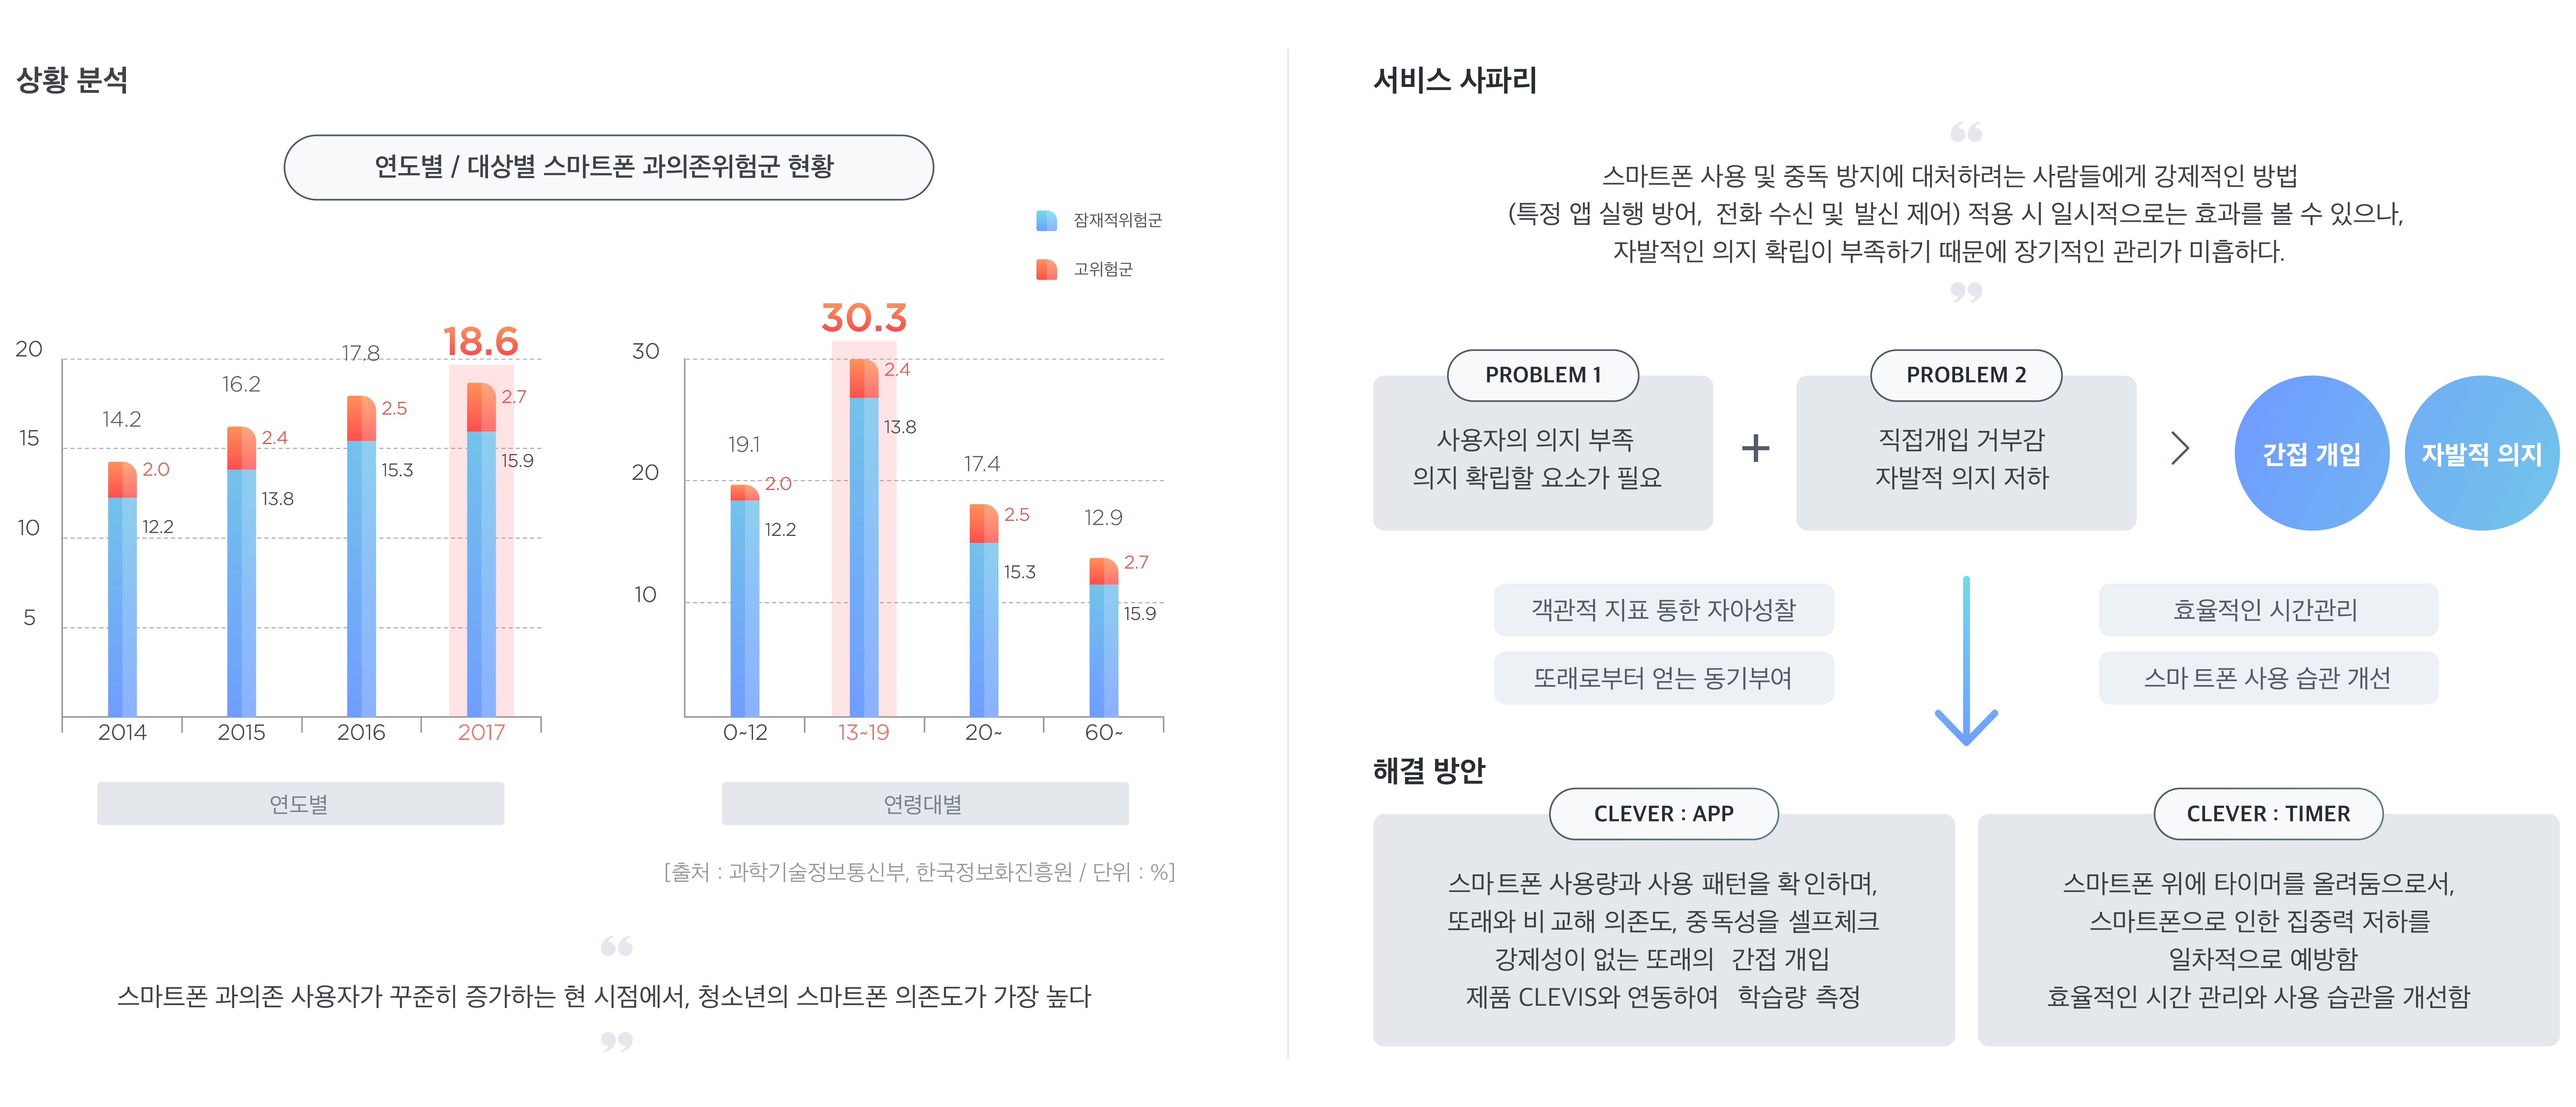 상황 분석
연도별 / 대상별 스마트폰 과의존위험군 현황
잠재적위험군
고위험군
20
15
10
5
14.2
2.0
12.2
16.2
2.4
13.8
17.8
2.5
15.3
18.6
2.7
15.9
2014
2015
2016
2017
연도별
30
20
10
19.1
2.0
12.2
30.3
2.4
13.8
17.4
2.5
15.3
12.9
2.7
15.9
0~12
13~19
20~
60~
연령대별
[출처 : 과학기술정보통신부, 한국정보화진흥원 / 단위 : %]
“
스마트폰 과의존 사용자가 꾸준히 증가하는 현 시점에서, 청소년의 스마트폰 의존도가 가장 높다
”
서비스 사파리
“
스마트폰 사용 및 중독 방지에 대처하려는 사람들에게 강제적인 방법
(특정 앱 실행 방어, 전화 수신 및 발신 제어) 적용 시 일시적으로는 효과를 볼 수 있으나,
자발적인 의지 확립이 부족하기 때문에 장기적인 관리가 미흡하다.
”
PROBLEM 1
사용자의 의지 부족
의지 확립할 요소가 필요
+
PROBLEM 2
직접개입 거부감
자발적 의지 저하
간접 개입
자발적 의지
객관적 지표 통한 자아성찰
또래로부터 얻는 동기부여
효율적인 시간관리
스마트폰 사용 습관 개선
해결 방안
CLEVER : APP
스마트폰 사용량과 사용 패턴을 확인하며,
또래와 비교해 의존도, 중독성을 셀프체크
강제성이 없는 또래의 간접 개입
제품 CLEVIS와 연동하여 학습량 측정
CLEVER : TIMER
스마트폰 위에 타이머를 올려둠으로서,
스마트폰으로 인한 집중력 저하를
일차적으로 예방함
효율적인 시간 관리와 사용 습관을 개선함